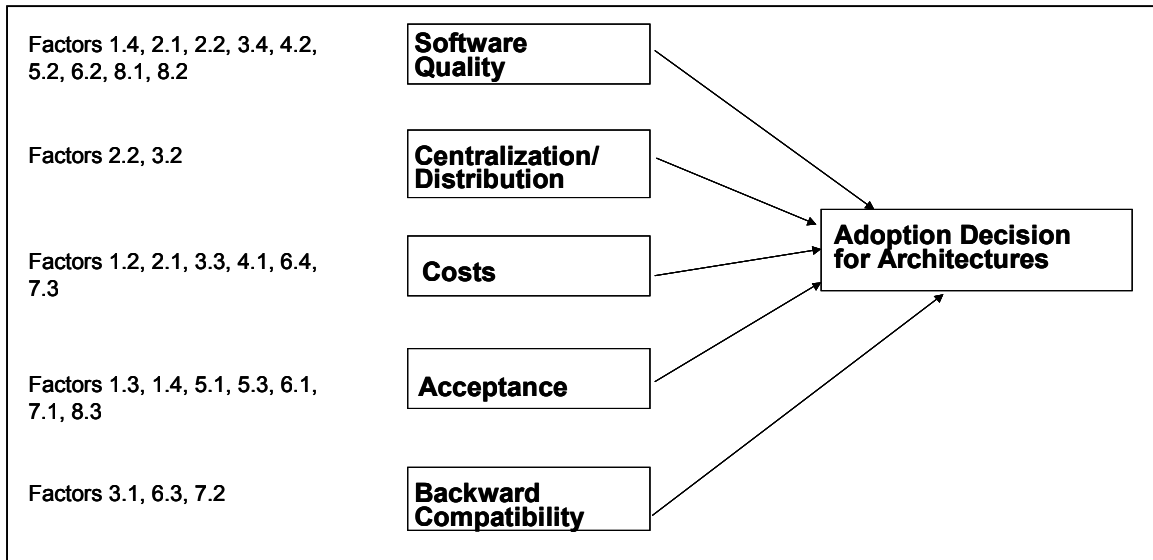 Factors 1.4, 2.1, 2.2, 3.4, 4.2,
5.2, 6.2, 8.1, 8.2
Software
Quality
Factors 2.2, 3.2
Centralization/
Distribution
Adoption Decision
for Architectures
Factors 1.2, 2.1, 3.3, 4.1, 6.4,
7.3
Costs
Factors 1.3, 1.4, 5.1, 5.3, 6.1,
7.1, 8.3
Acceptance
Factors 3.1, 6.3, 7.2
Backward
Compatibility